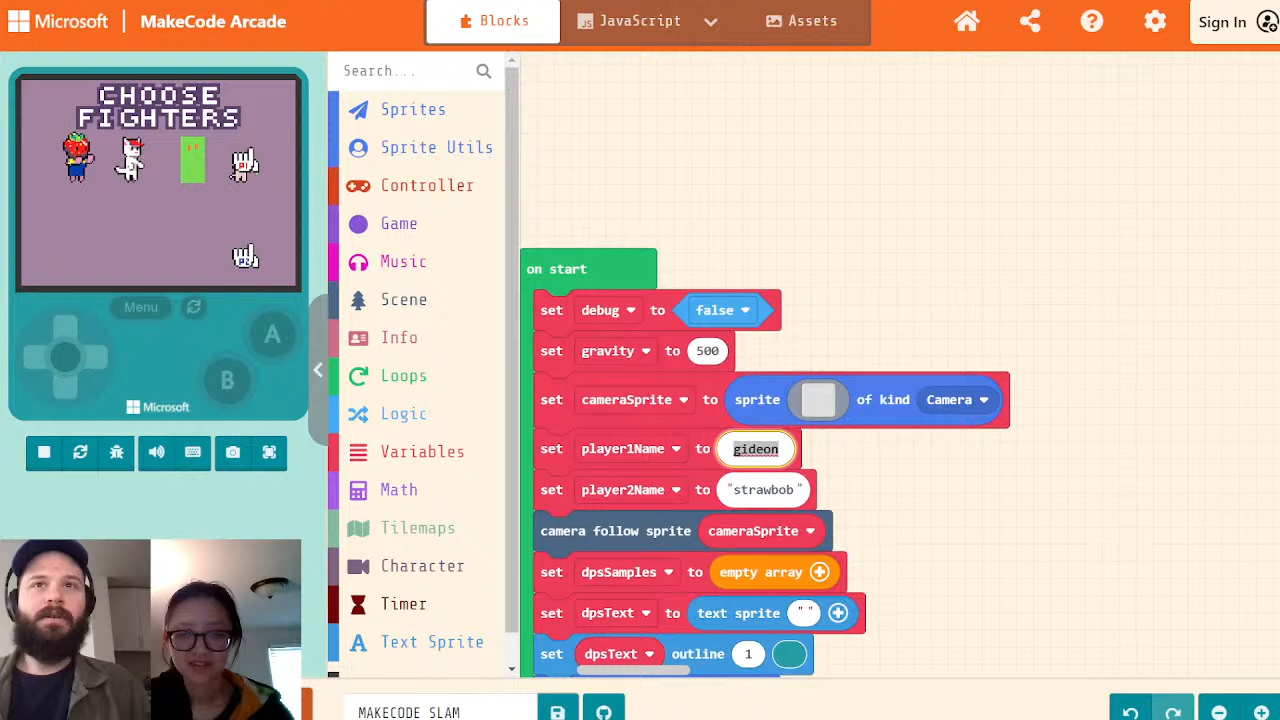 Microsoft | MakeCode Arcade
Blocks
JS JavaScript
Assets
Sign In
CHOOSE
FIGHTERS
P1
P2
Menu
A
B
Microsoft
Search...
Sprites
Sprite Utils
Controller
Game
Music
Scene
Info
Loops
Logic
Variables
Math
Tilemaps
Character
Timer
A Text Sprite
on start
set debug to false
set gravity to 500
set cameraSprite to sprite of kind Camera
set player1Name to gideon
set player2Name to "strawbob"
camera follow sprite cameraSprite
set dpsSamples to empty array
set dpsText to text sprite " "
set dpsText outline 1
MAKECODE SLAM